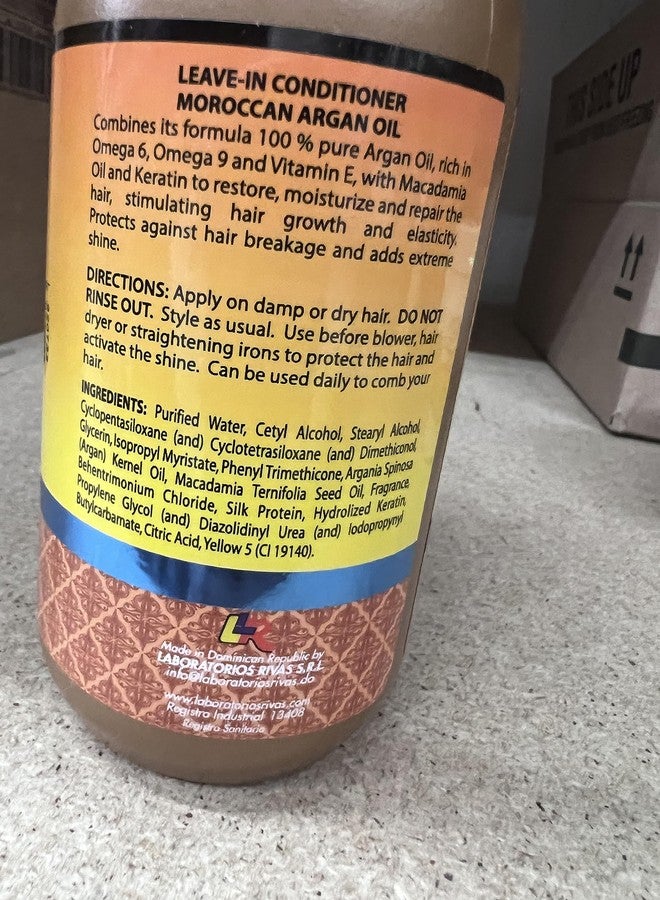 LEAVE-IN CONDITIONER
MOROCCAN ARGAN OIL
Combines its formula 100 % pure Argan Oil, rich in
Omega 6, Omega 9 and Vitamin E, with Macadamia
Oil and Keratin to restore, moisturize and repair the
hair, stimulating hair growth and elasticity.
Protects against hair breakage and adds extreme
shine.
DIRECTIONS: Apply on damp or dry hair. DO NOT
RINSE OUT. Style as usual. Use before blower, hair
dryer or straightening irons to protect the hair and
activate the shine. Can be used daily to comb your
hair.
INGREDIENTS: Purified Water, Cetyl Alcohol, Stearyl Alcohol,
Cyclopentasiloxane (and) Cyclotetrasiloxane (and) Dimethiconol,
Glycerin, Isopropyl Myristate, Phenyl Trimethicone, Argania Spinosa
(Argan) Kernel Oil, Macadamia Ternifolia Seed Oil, Fragrance,
Behentrimonium Chloride, Silk Protein, Hydrolized Keratin,
Propylene Glycol (and) Diazolidinyl Urea (and) Iodopropynyl
Butylcarbamate, Citric Acid, Yellow 5 (CI 19140).
LR
Made in Dominican Republic by
LABORATORIOS RIVAS S.R.L
info@laboratoriosrivas.do
www.laboratoriosrivas.com
Registro Industrial 13408
Registro Sanitario
THIS SIDE UP